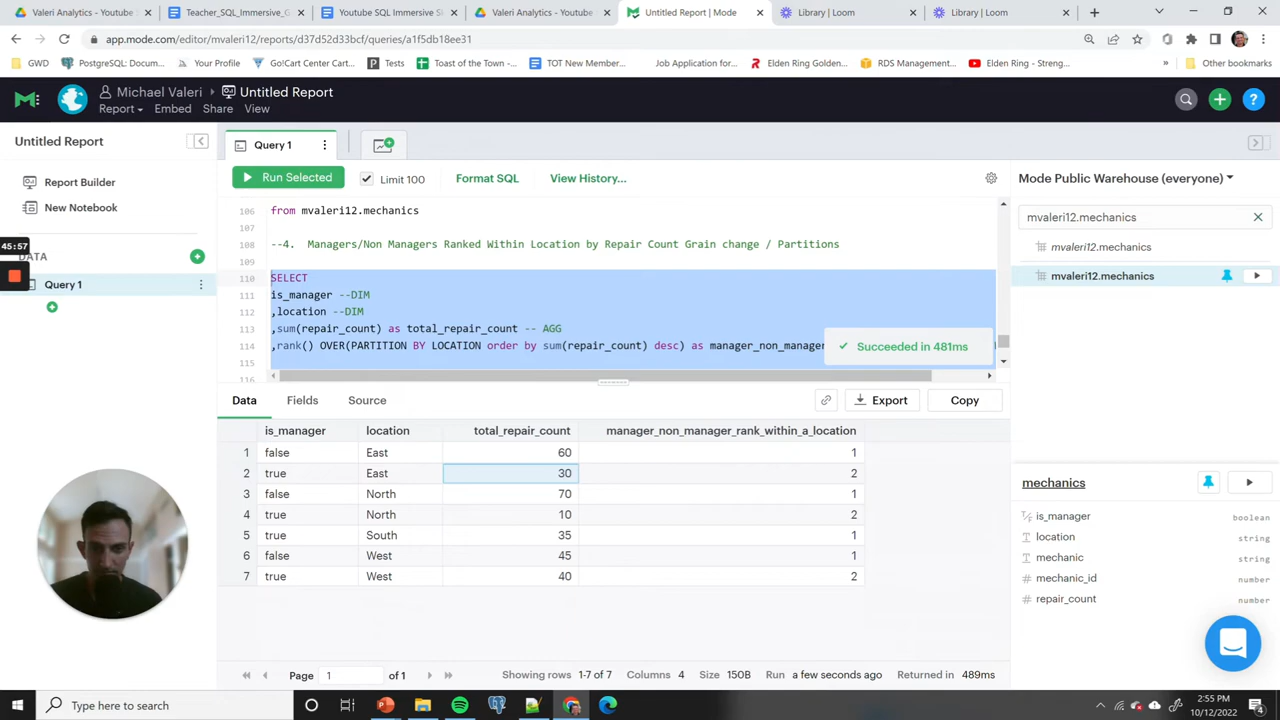 Valeri Analytics - Youtube S
Teacher_SQL_Immersive_G
Youtube SQL Immersive S
Valeri Analytics - Youtube
Untitled Report | Mode
Library | Loom
Library | Loom
app.mode.com/editor/mvaleri12/reports/d37d52d33bcf/queries/a1f5db18ee31
GWD
PostgreSQL: Docum...
Your Profile
Go!Cart Center Cart...
Tests
Toast of the Town...
TOT New Member...
Job Application for...
Elden Ring Golden...
RDS Management...
Elden Ring - Streng...
»
Other bookmarks
Michael Valeri > Untitled Report
Report Embed Share View
Untitled Report
Query 1
Report Builder
New Notebook
45:57
DATA
Query 1
Run Selected
Limit 100
Format SQL
View History...
106 from mvaleri12.mechanics
107
108 --4. Managers/Non Managers Ranked Within Location by Repair Count Grain change / Partitions
109
110 SELECT
111 is_manager --DIM
112 ,location --DIM
113 ,sum(repair_count) as total_repair_count -- AGG
114 ,rank() OVER(PARTITION BY LOCATION order by sum(repair_count) desc) as manager_non_manager
115
116
Succeeded in 481ms
Data Fields Source
Export
Copy
is_manager location total_repair_count manager_non_manager_rank_within_a_location
1 false East 60 1
2 true East 30 2
3 false North 70 1
4 true North 10 2
5 true South 35 1
6 false West 45 1
7 true West 40 2
Page 1 of 1
Showing rows 1-7 of 7 Columns 4 Size 150B Run a few seconds ago Returned in 489ms
Mode Public Warehouse (everyone)
mvaleri12.mechanics
mvaleri12.mechanics
mvaleri12.mechanics
mechanics
is_manager boolean
location string
mechanic string
mechanic_id number
repair_count number
Type here to search
2:55 PM
10/12/2022